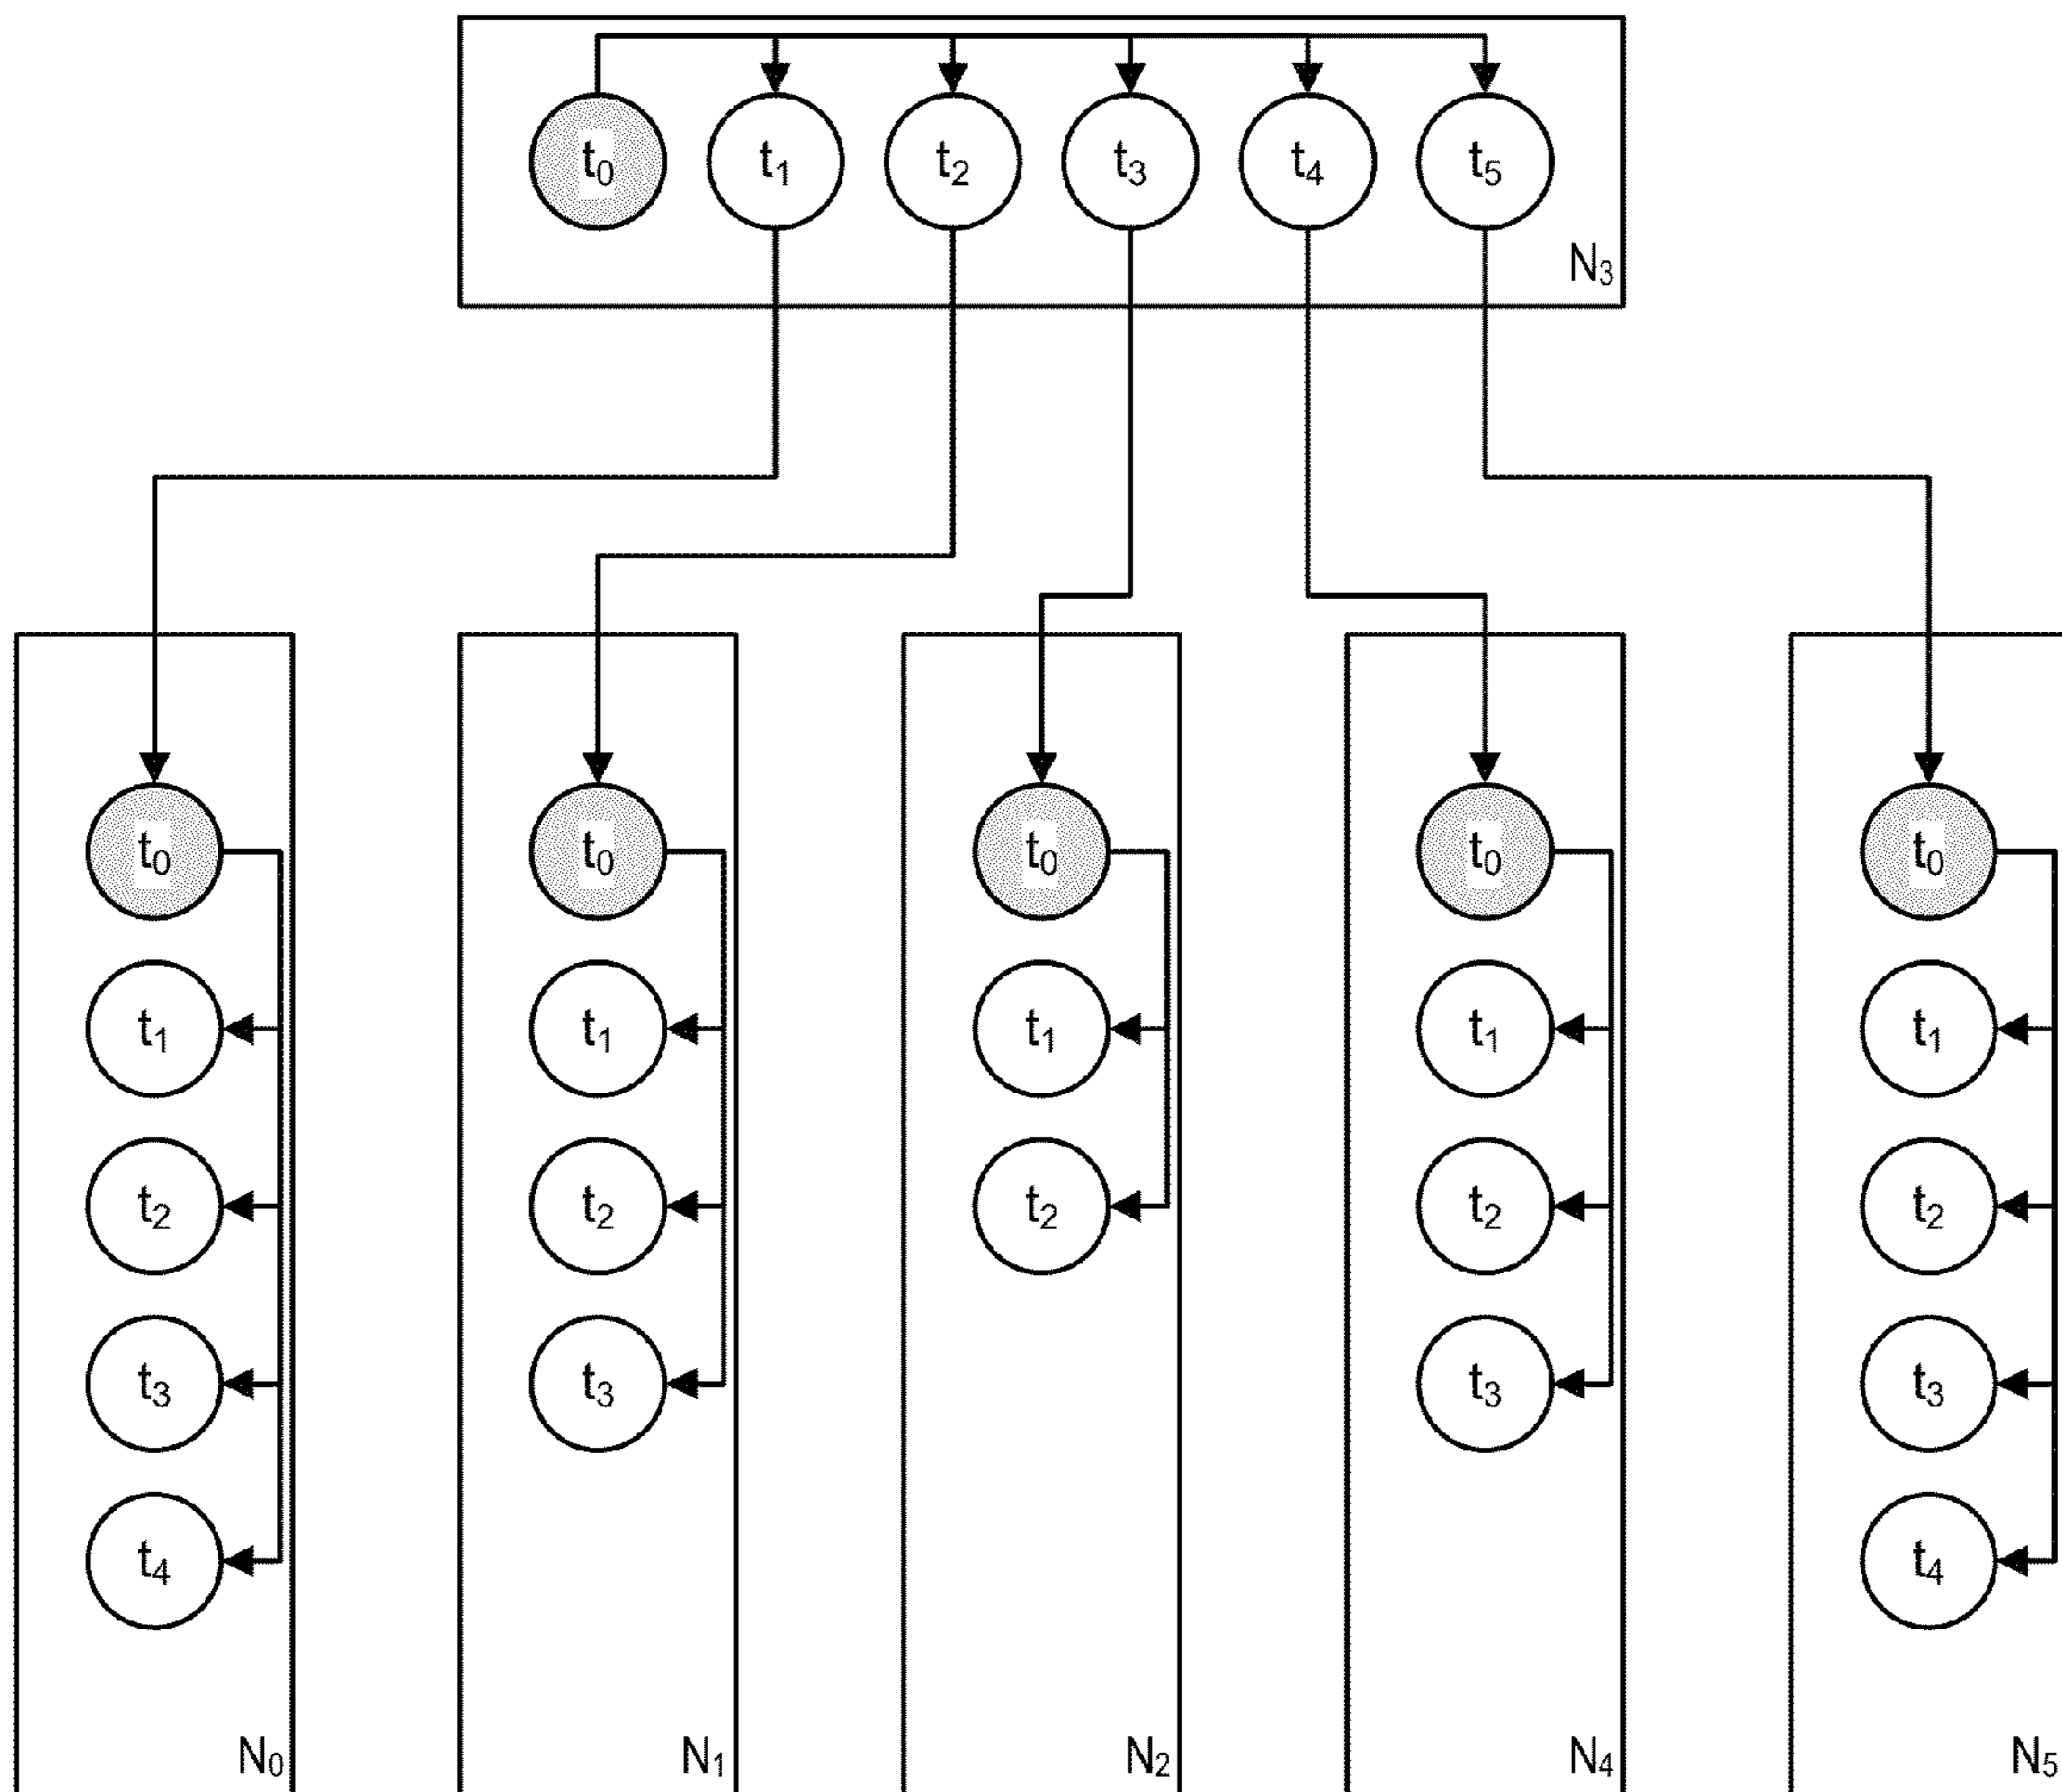 t0 t1 t2 t3 t4 t5
N3
t0 t0 t0 t0 t0
t1 t1 t1 t1 t1
t2 t2 t2 t2 t2
t3 t3 t3 t3
t4 t4
N0 N1 N2 N4 N5